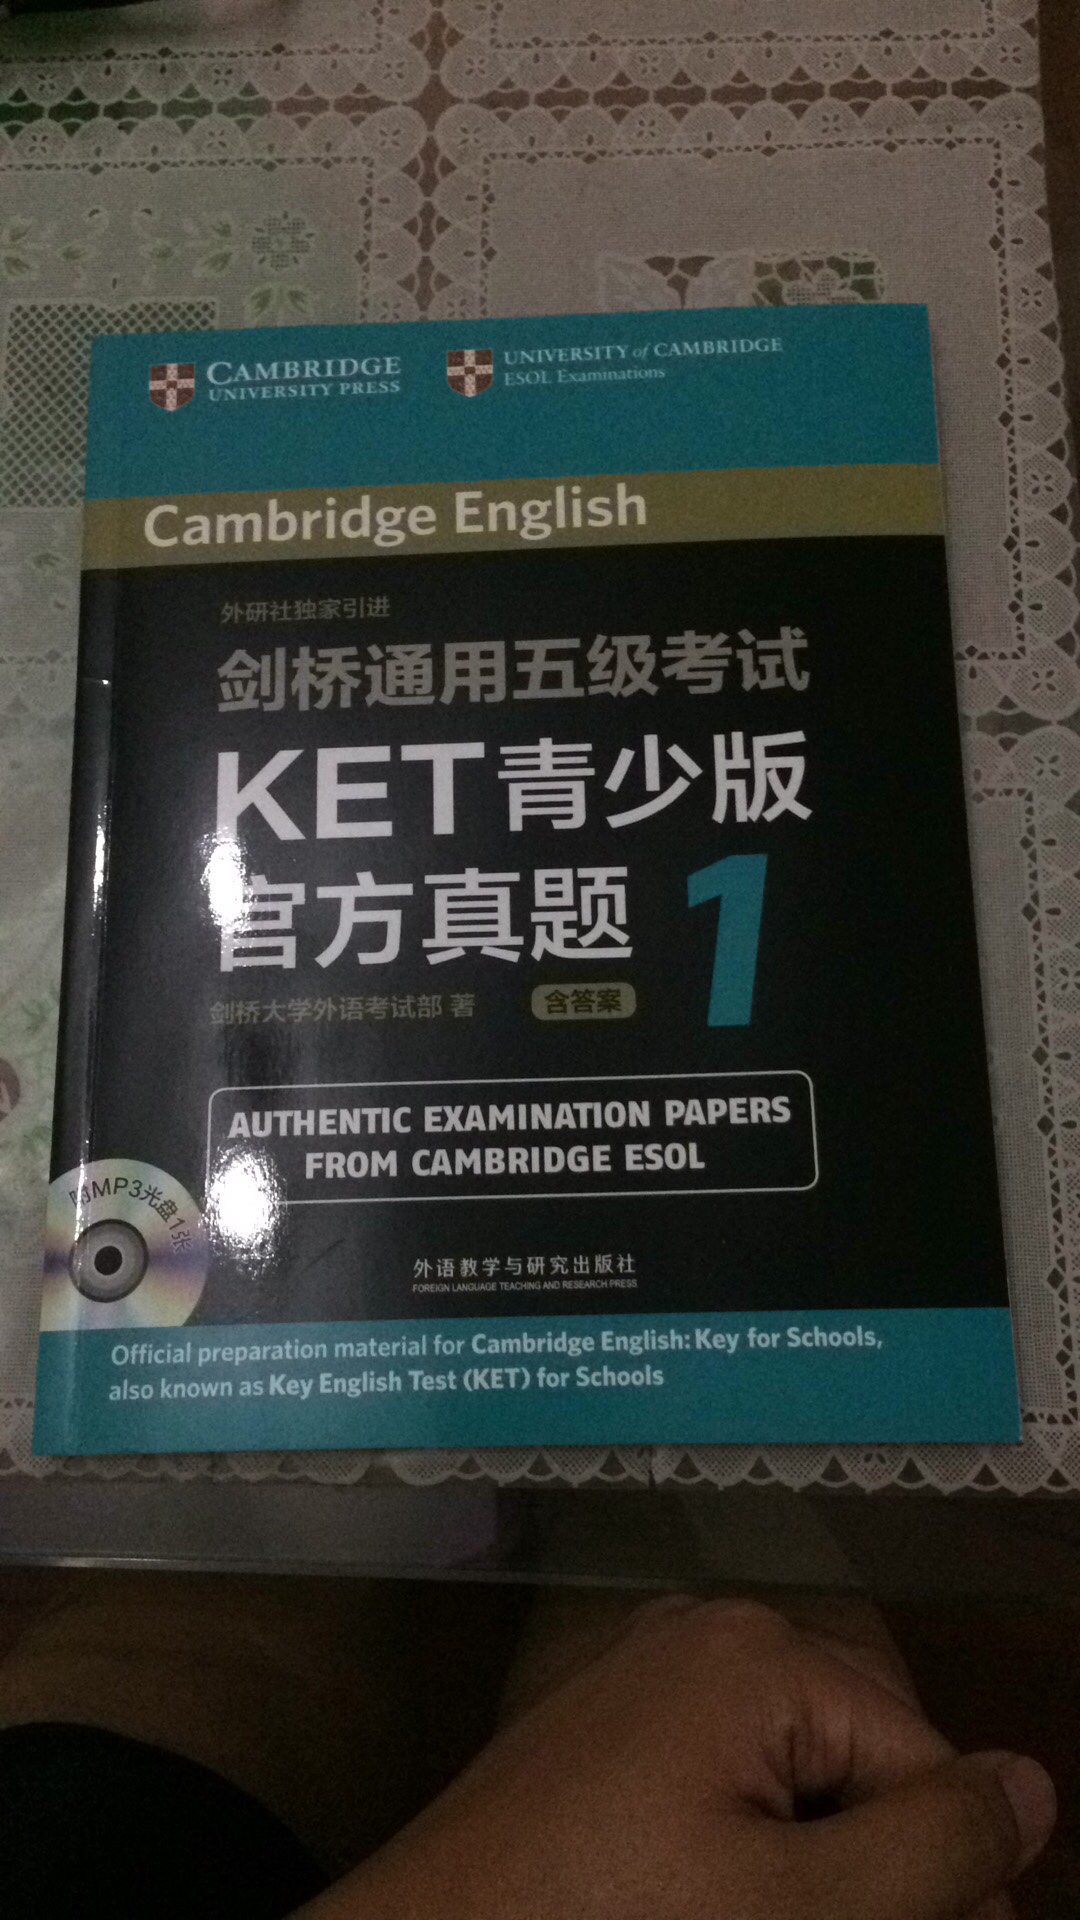 CAMBRIDGE
UNIVERSITY PRESS
UNIVERSITY of CAMBRIDGE
ESOL Examinations
Cambridge English
外研社独家引进
剑桥通用五级考试
KET青少版
官方真题 1
剑桥大学外语考试部 著
含答案
AUTHENTIC EXAMINATION PAPERS
FROM CAMBRIDGE ESOL
附MP3光盘1张
外语教学与研究出版社
FOREIGN LANGUAGE TEACHING AND RESEARCH PRESS
Official preparation material for Cambridge English: Key for Schools,
also known as Key English Test (KET) for Schools